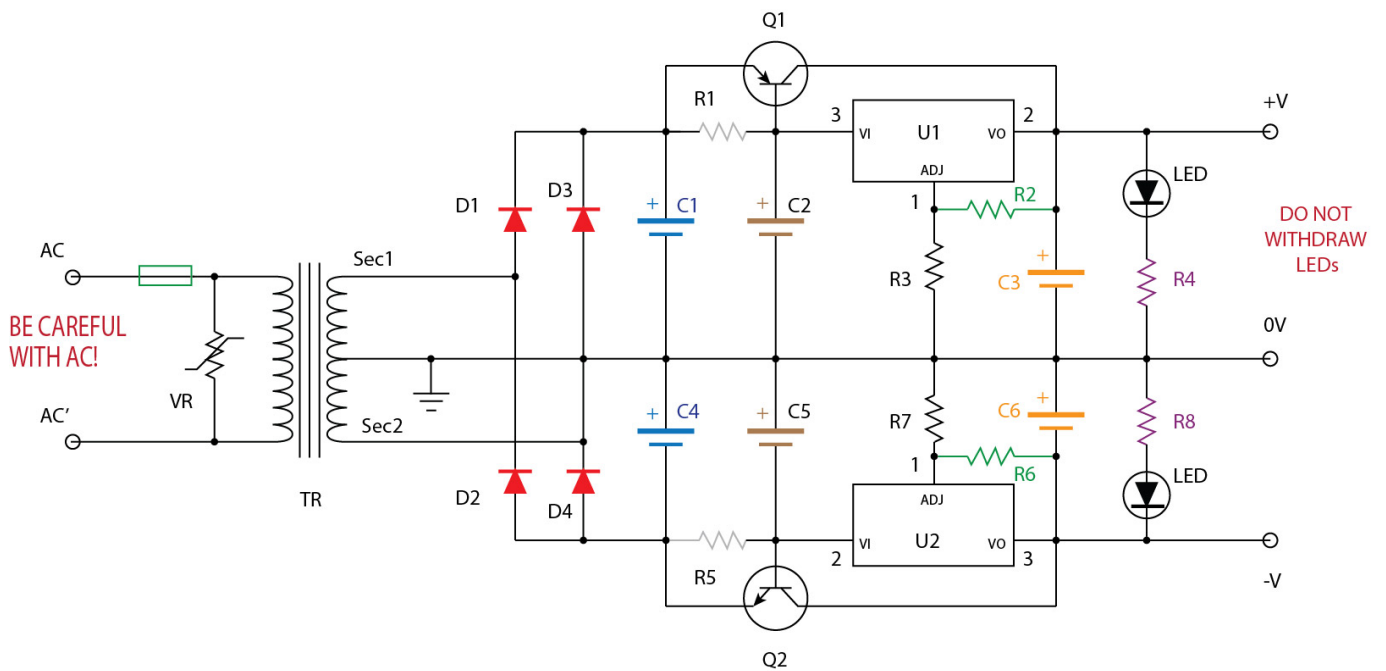 Q1
R1
3
VI
U1
VO
2
ADJ
1
R2
+V
LED
D1
D3
+ C1
+ C2
AC
Sec1
R3
+
C3
R4
DO NOT
WITHDRAW
LEDs
0V
BE CAREFUL
WITH AC!
VR
AC'
Sec2
TR
+ C4
+ C5
R7
+
C6
R8
1
R6
LED
D2
D4
ADJ
R5
2
VI
U2
VO
3
-V
Q2